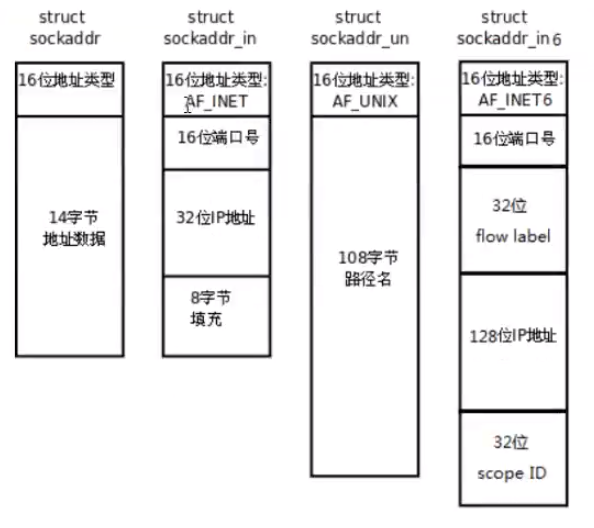 struct
sockaddr
16位地址类型
14字节
地址数据
struct
sockaddr_in
16位地址类型:
AF_INET
16位端口号
32位IP地址
8字节
填充
struct
sockaddr_un
16位地址类型:
AF_UNIX
108字节
路径名
struct
sockaddr_in6
16位地址类型:
AF_INET6
16位端口号
32位
flow label
128位IP地址
32位
scope ID